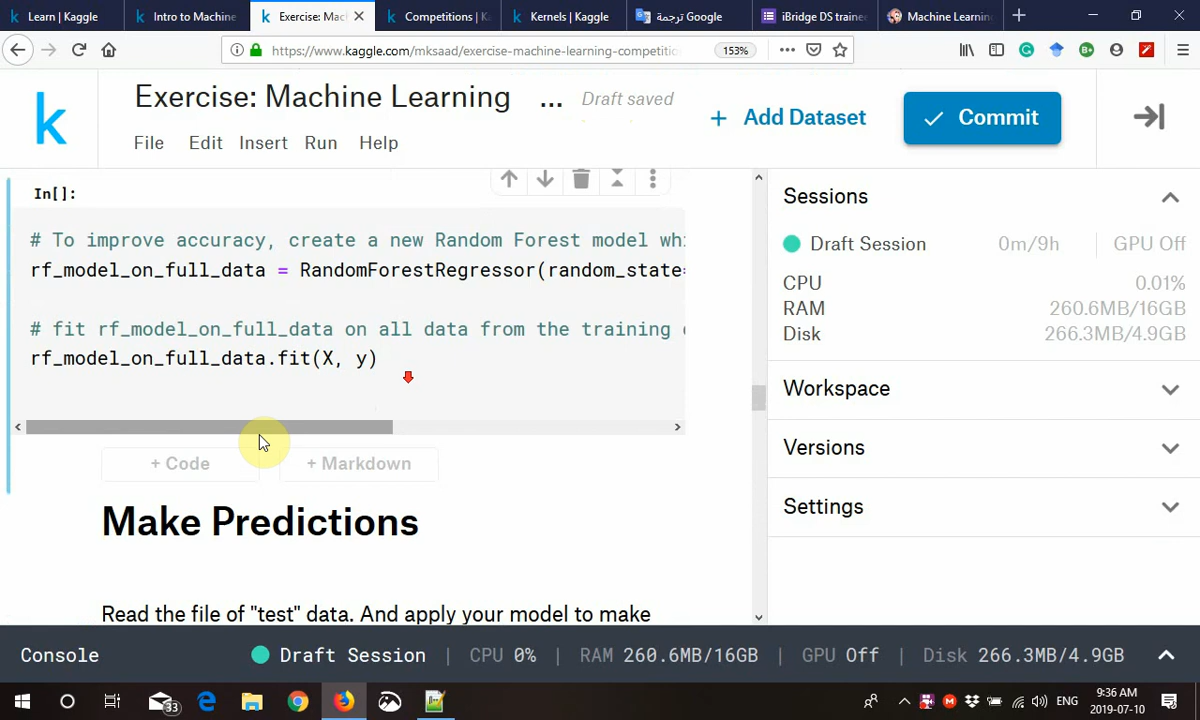 Learn | Kaggle
Intro to Machine
Exercise: Mac
Competitions | K
Kernels | Kaggle
ترجمة Google
iBridge DS traine
Machine Learnin
https://www.kaggle.com/mksaad/exercise-machine-learning-competiti
153%
Exercise: Machine Learning ...
Draft saved
+ Add Dataset
Commit
File Edit Insert Run Help
In[]:
# To improve accuracy, create a new Random Forest model whi
rf_model_on_full_data = RandomForestRegressor(random_state=
# fit rf_model_on_full_data on all data from the training
rf_model_on_full_data.fit(X, y)
+ Code
+ Markdown
Make Predictions
Read the file of "test" data. And apply your model to make
Sessions
Draft Session 0m/9h GPU Off
CPU 0.01%
RAM 260.6MB/16GB
Disk 266.3MB/4.9GB
Workspace
Versions
Settings
Console
Draft Session | CPU 0% | RAM 260.6MB/16GB | GPU Off | Disk 266.3MB/4.9GB
33
ENG
9:36 AM
2019-07-10